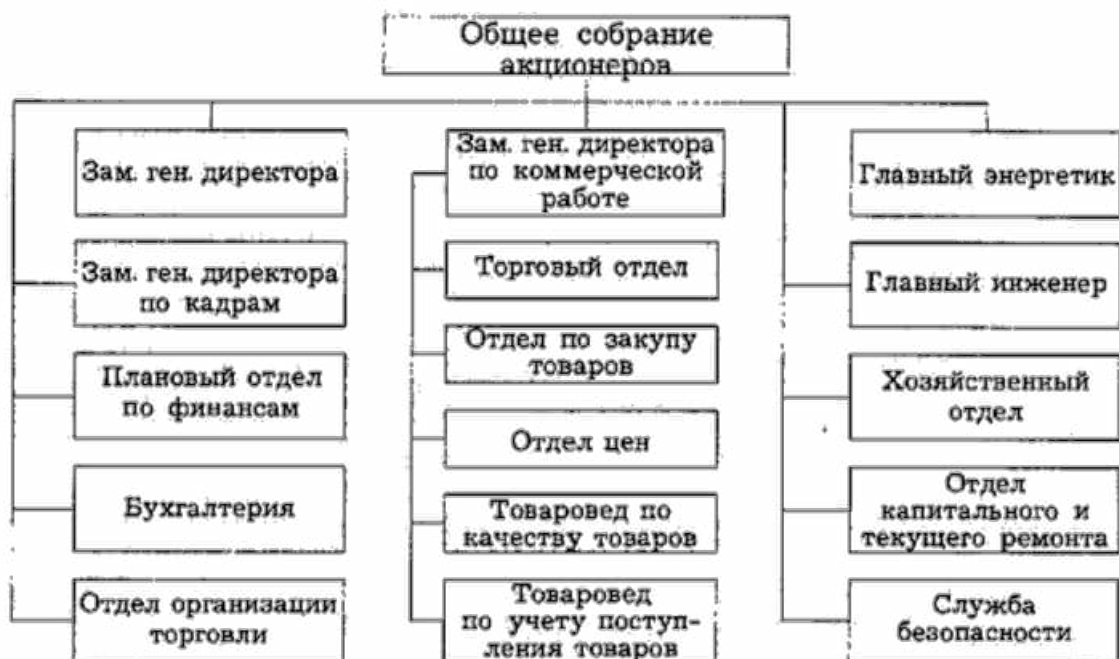 Общее собрание
акционеров
Зам. ген. директора
Зам. ген. директора
по кадрам
Плановый отдел
по финансам
Бухгалтерия
Отдел организации
торговли
Зам. ген. директора
по коммерческой
работе
Торговый отдел
Отдел по закупу
товаров
Отдел цен
Товаровед по
качеству товаров
Товаровед
по учету поступ-
ления товаров
Главный энергетик
Главный инженер
Хозяйственный
отдел
Отдел
капитального и
текущего ремонта
Служба
безопасности